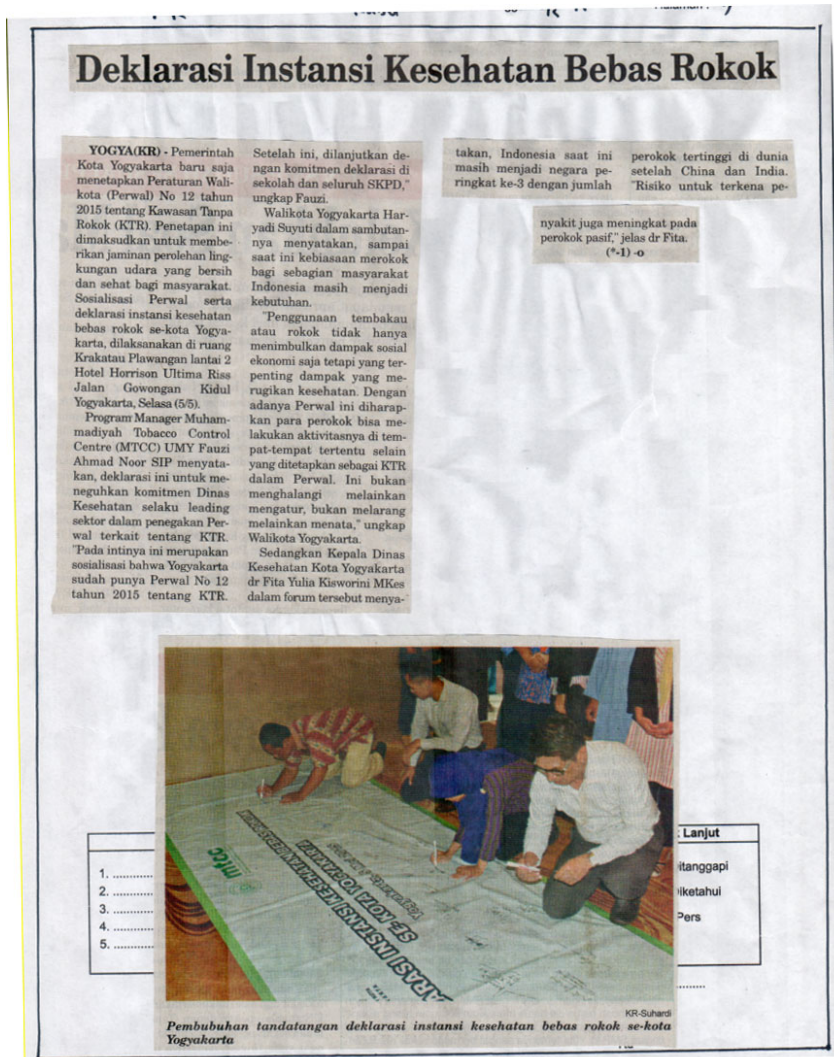 Deklarasi Instansi Kesehatan Bebas Rokok
YOGYA(KR) - Pemerintah
Kota Yogyakarta baru saja
menetapkan Peraturan Wali-
kota (Perwal) No 12 tahun
2015 tentang Kawasan Tanpa
Rokok (KTR). Penetapan ini
dimaksudkan untuk membe-
rikan jaminan perolehan ling-
kungan udara yang bersih
dan sehat bagi masyarakat.
Sosialisasi Perwal serta
deklarasi instansi kesehatan
bebas rokok se-kota Yogya-
karta, dilaksanakan di ruang
Krakatau Plawangan lantai 2
Hotel Horrison Ultima Riss
Jalan Gowongan Kidul
Yogyakarta, Selasa (5/5).
Program Manager Muham-
madiyah Tobacco Control
Centre (MTCC) UMY Fauzi
Ahmad Noor SIP menyata-
kan, deklarasi ini untuk me-
neguhkan komitmen Dinas
Kesehatan selaku leading
sektor dalam penegakan Per-
wal terkait tentang KTR.
"Pada intinya ini merupakan
sosialisasi bahwa Yogyakarta
sudah punya Perwal No 12
tahun 2015 tentang KTR.
Setelah ini, dilanjutkan de-
ngan komitmen deklarasi di
sekolah dan seluruh SKPD,"
ungkap Fauzi.
Walikota Yogyakarta Har-
yadi Suyuti dalam sambutan-
nya menyatakan, sampai
saat ini kebiasaan merokok
bagi sebagian masyarakat
Indonesia masih menjadi
kebutuhan.
"Penggunaan tembakau
atau rokok tidak hanya
menimbulkan dampak sosial
ekonomi saja tetapi yang ter-
penting dampak yang me-
rugikan kesehatan. Dengan
adanya Perwal ini diharap-
kan para perokok bisa me-
lakukan aktivitasnya di tem-
pat-tempat tertentu selain
yang ditetapkan sebagai KTR
dalam Perwal. Ini bukan
menghalangi melainkan
mengatur, bukan melarang
melainkan menata," ungkap
Walikota Yogyakarta.
Sedangkan Kepala Dinas
Kesehatan Kota Yogyakarta
dr Fita Yulia Kisworini MKes
dalam forum tersebut menya-
takan, Indonesia saat ini
masih menjadi negara pe-
ringkat ke-3 dengan jumlah
perokok tertinggi di dunia
setelah China dan India.
"Risiko untuk terkena pe-
nyakit juga meningkat pada
perokok pasif," jelas dr Fita.
(*-1) -o
Lanjut
1. ............
2. ............
3. ............
4. ............
5. ............
itanggapi
iketahui
Pers
mtcc
ARASI INSTANSI KESEHATAN BEBAS ROKOK
SE- KOTA YOGYAKARTA
KR-Suhardi
Pembubuhan tandatangan deklarasi instansi kesehatan bebas rokok se-kota
Yogyakarta